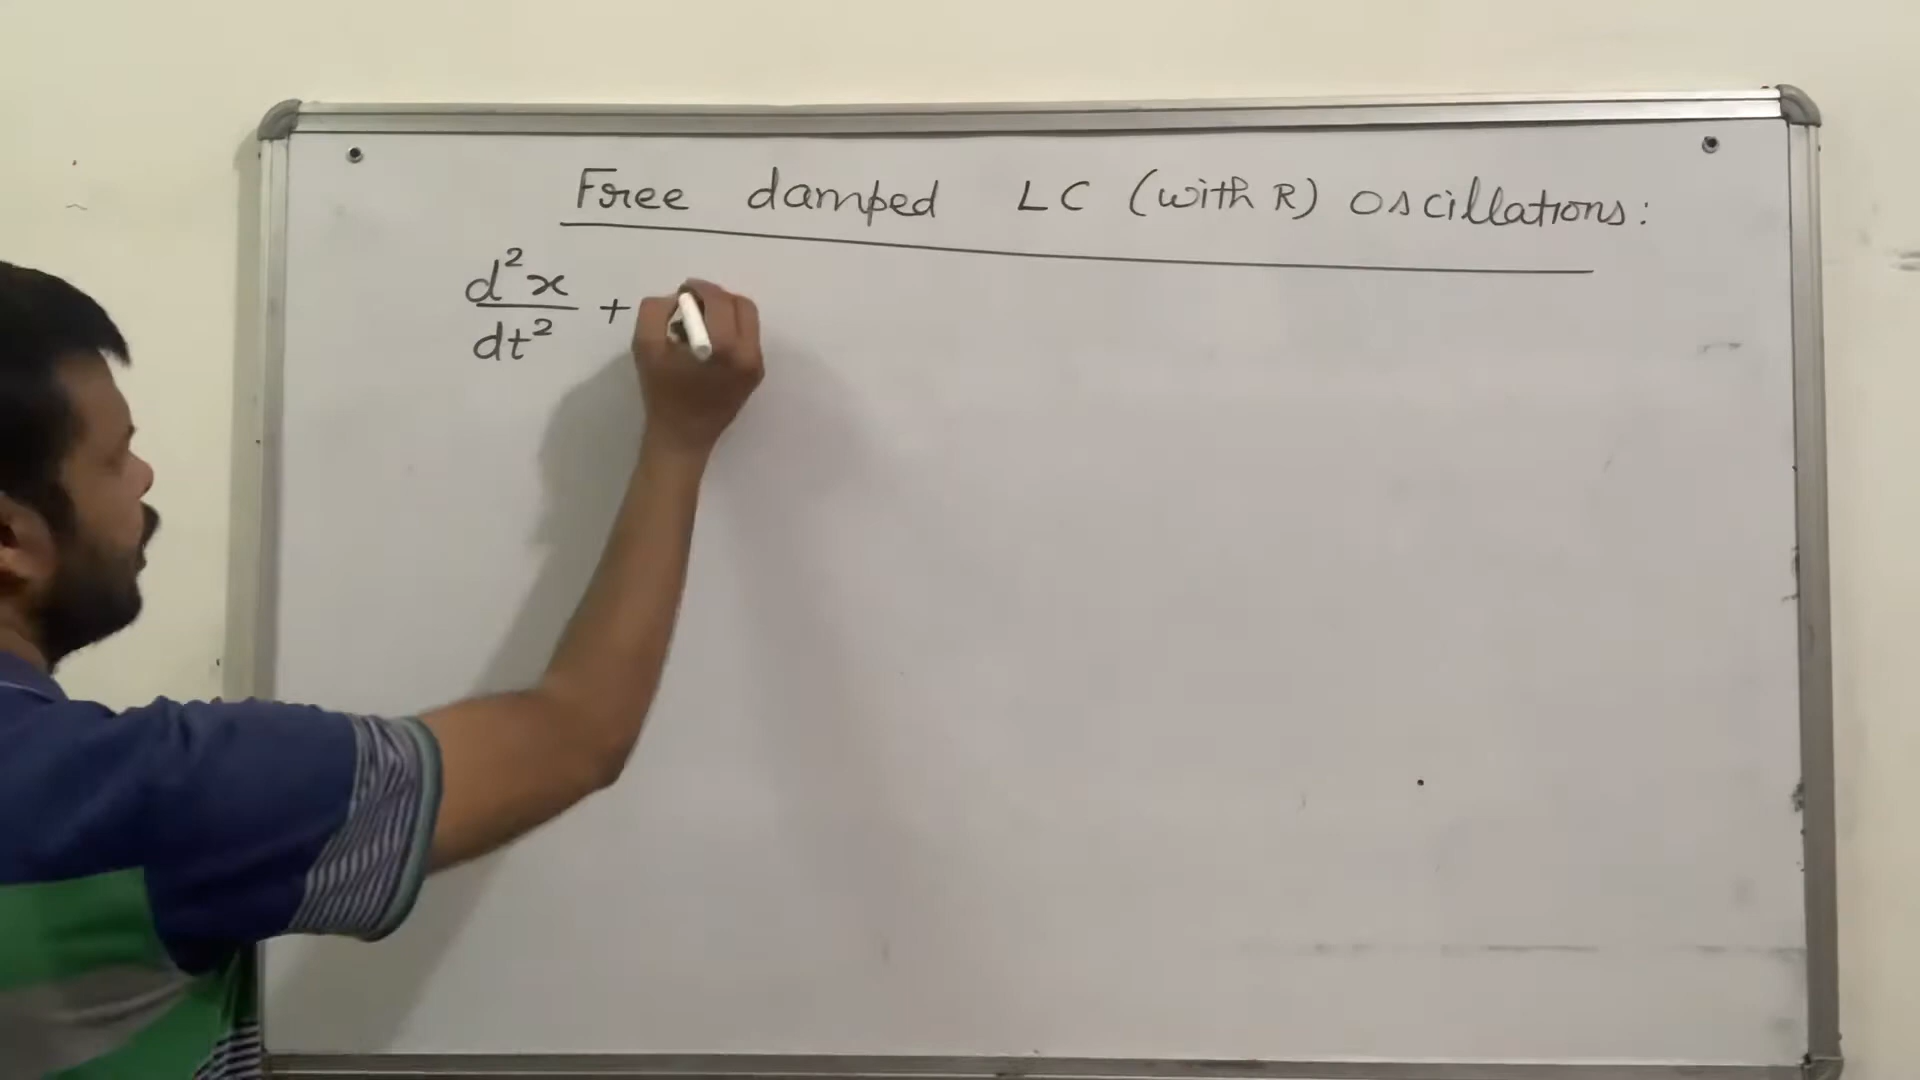 Free damped LC (with R) oscillations:
d²x/dt² +